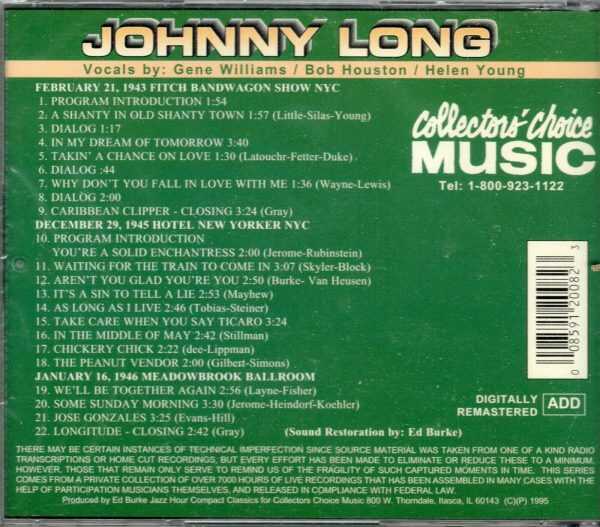 JOHNNY LONG
Vocals by: Gene Williams / Bob Houston / Helen Young
FEBRUARY 21, 1943 FITCH BANDWAGON SHOW NYC
1. PROGRAM INTRODUCTION 1:54
2. A SHANTY IN OLD SHANTY TOWN 1:57 (Little-Silas-Young)
3. DIALOG 1:17
4. IN MY DREAM OF TOMORROW 3:40
5. TAKIN' A CHANCE ON LOVE 1:30 (Latouchr-Fetter-Duke)
6. DIALOG :44
7. WHY DON'T YOU FALL IN LOVE WITH ME 1:36 (Wayne-Lewis)
8. DIALOG 2:00
9. CARIBBEAN CLIPPER - CLOSING 3:24 (Gray)
DECEMBER 29, 1945 HOTEL NEW YORKER NYC
10. PROGRAM INTRODUCTION
YOU'RE A SOLID ENCHANTRESS 2:00 (Jerome-Rubinstein)
11. WAITING FOR THE TRAIN TO COME IN 3:07 (Skyler-Block)
12. AREN'T YOU GLAD YOU'RE YOU 2:50 (Burke- Van Heusen)
13. IT'S A SIN TO TELL A LIE 2:53 (Mayhew)
14. AS LONG AS I LIVE 2:46 (Tobias-Steiner)
15. TAKE CARE WHEN YOU SAY TICARO 3:24
16. IN THE MIDDLE OF MAY 2:42 (Stillman)
17. CHICKERY CHICK 2:22 (dee-Lippman)
18. THE PEANUT VENDOR 2:00 (Gilbert-Simons)
JANUARY 16, 1946 MEADOWBROOK BALLROOM
19. WE'LL BE TOGETHER AGAIN 2:56 (Layne-Fisher)
20. SOME SUNDAY MORNING 3:30 (Jerome-Heindorf-Koehler)
21. JOSE GONZALES 3:25 (Evans-Hill)
22. LONGITUDE - CLOSING 2:42 (Gray) (Sound Restoration by: Ed Burke)
Collectors' Choice
MUSIC
Tel: 1-800-923-1122
0 08591 20082 3
DIGITALLY
REMASTERED
ADD
THERE MAY BE CERTAIN INSTANCES OF TECHNICAL IMPERFECTION SINCE SOURCE MATERIAL WAS TAKEN FROM ONE OF A KIND RADIO
TRANSCRIPTIONS OR HOME CUT RECORDINGS. BUT EVERY EFFORT HAS BEEN MADE TO ELIMINATE OR REDUCE THESE TO A MINIMUM.
HOWEVER, THOSE THAT REMAIN ONLY SERVE TO REMIND US OF THE FRAGILITY OF SUCH CAPTURED MOMENTS IN TIME. THIS SERIES
COMES FROM A PRIVATE COLLECTION OF OVER 7000 HOURS OF LIVE RECORDINGS THAT HAS BEEN ASSEMBLED IN MANY CASES WITH THE
HELP OF PARTICIPATION MUSICIANS THEMSELVES, AND RELEASED IN COMPLIANCE WITH FEDERAL LAW.
Produced by Ed Burke Jazz Hour Compact Classics for Collectors Choice Music 800 W. Thorndale, Itasca, IL 60143 (C)(P) 1995